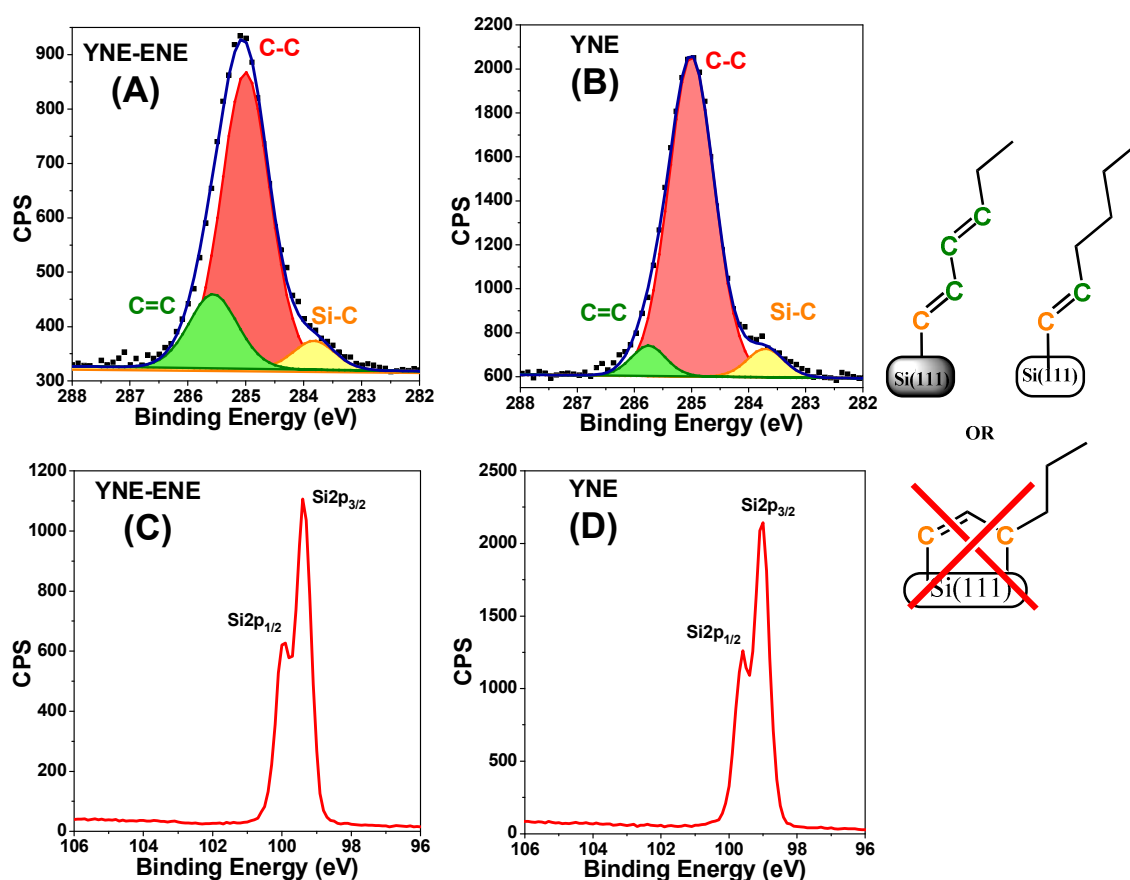 YNE-ENE
(A)
C-C
C=C
Si-C
CPS
900
800
700
600
500
400
300
288 287 286 285 284 283 282
Binding Energy (eV)
YNE
(B)
C-C
C=C
Si-C
CPS
2200
2000
1800
1600
1400
1200
1000
800
600
288 287 286 285 284 283 282
Binding Energy (eV)
C
C
C
C
Si(111)
C
C
Si(111)
OR
C C
Si(111)
YNE-ENE
(C)
Si2p3/2
Si2p1/2
CPS
1200
1000
800
600
400
200
0
106 104 102 100 98 96
Binding Energy (eV)
YNE
(D)
Si2p3/2
Si2p1/2
CPS
2500
2000
1500
1000
500
0
106 104 102 100 98 96
Binding Energy (eV)